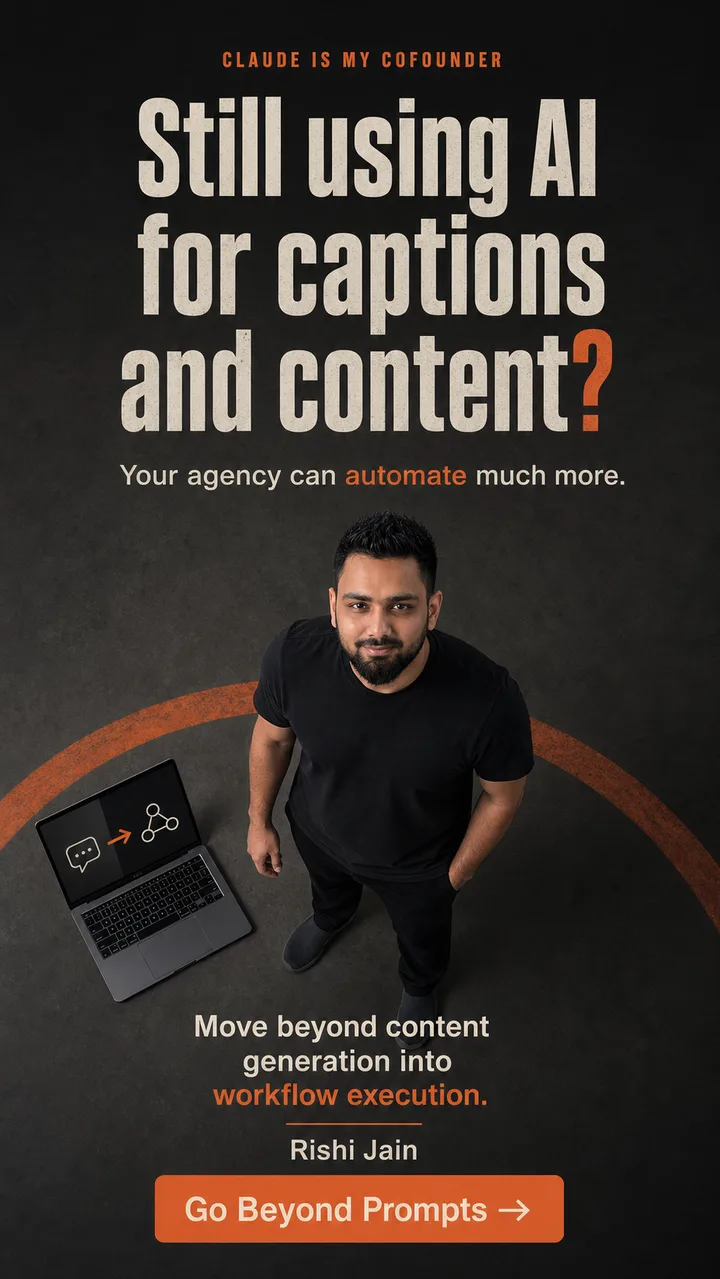 CLAUDE IS MY COFOUNDER
Still using AI
for captions
and content?
Your agency can automate much more.
Move beyond content
generation into
workflow execution.
Rishi Jain
Go Beyond Prompts →